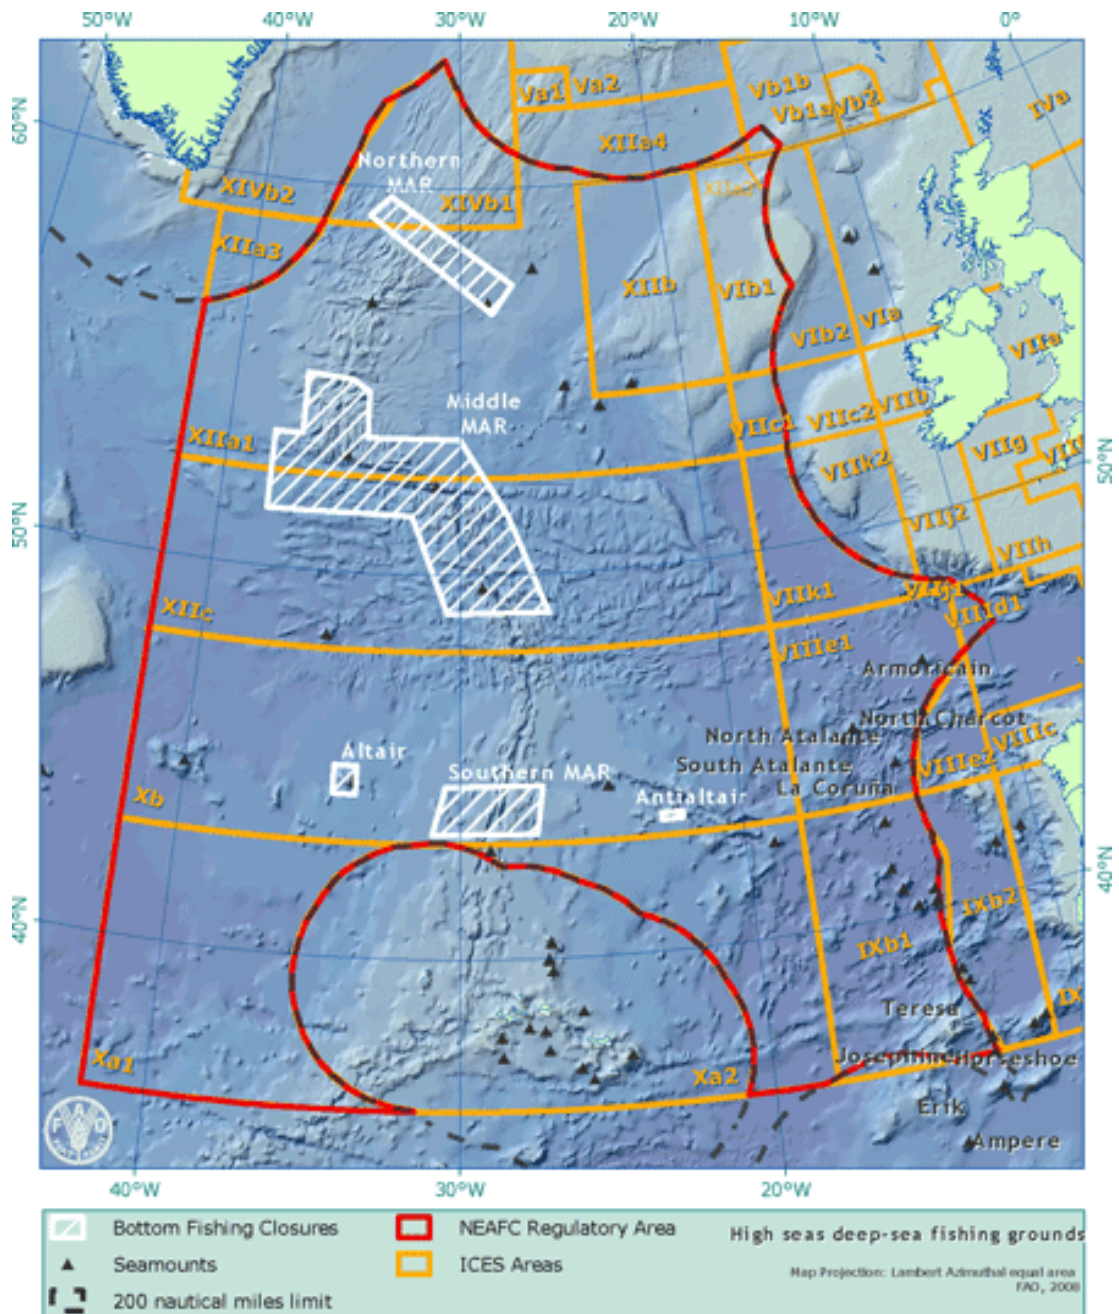 50°W 40°W 30°W 20°W 10°W 0°
60°N
50°N
40°N
50°N
40°N
Va1 Va2
Vb1b
Vb1a Vb2
IVa
XIIa4
Northern
MAR
XIVb2
XIVb1
XIIa3
XIIb
VIb1
VIb2
VIa
VIIa
Middle
MAR
XIIa1
VIIc1
VIIc2
VIIb
VIIk2
VIIg
VIIj2
VIIh
XIIc
VIIk1
VIIj1
VIIId1
VIIIe1
Armoricain
North Charcot
North Atalante
VIIIc
South Atalante
VIIIe2
La Coruña
Altair
Southern MAR
Antialtair
Xb
IXb2
IXb1
Teresa
Josephine
Horseshoe
Xa1
Xa2
Erik
Ampere
40°W 30°W 20°W
Bottom Fishing Closures
Seamounts
200 nautical miles limit
NEAFC Regulatory Area
ICES Areas
High seas deep-sea fishing grounds
Map Projection: Lambert Azimuthal equal area
FAO, 2008